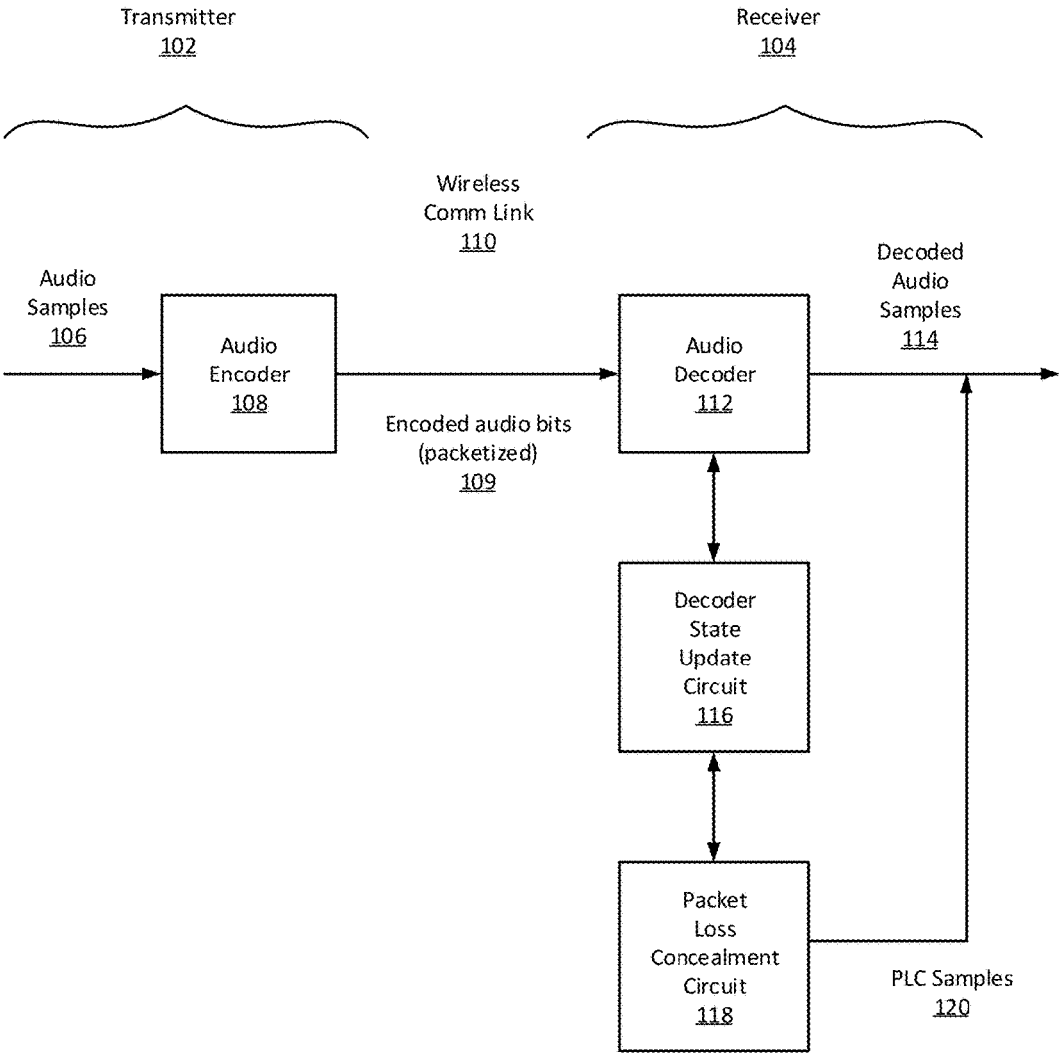 Transmitter
102
Receiver
104
Wireless
Comm Link
110
Audio
Samples
106
Audio
Encoder
108
Encoded audio bits
(packetized)
109
Audio
Decoder
112
Decoded
Audio
Samples
114
Decoder
State
Update
Circuit
116
Packet
Loss
Concealment
Circuit
118
PLC Samples
120